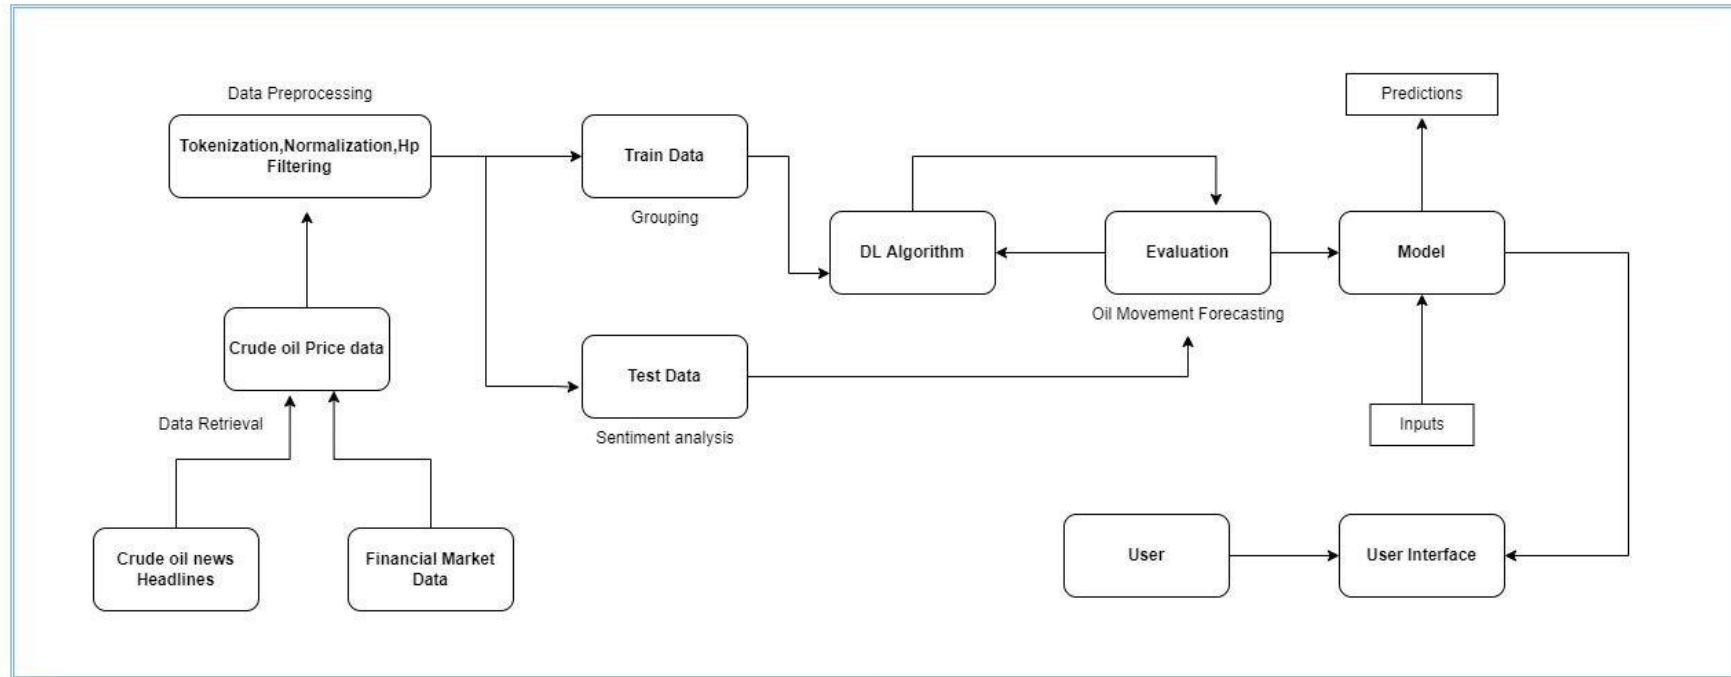 Data Preprocessing
Tokenization,Normalization,Hp
Filtering
Train Data
Grouping
Predictions
DL Algorithm
Evaluation
Model
Oil Movement Forecasting
Crude oil Price data
Test Data
Sentiment analysis
Data Retrieval
Inputs
Crude oil news
Headlines
Financial Market
Data
User
User Interface